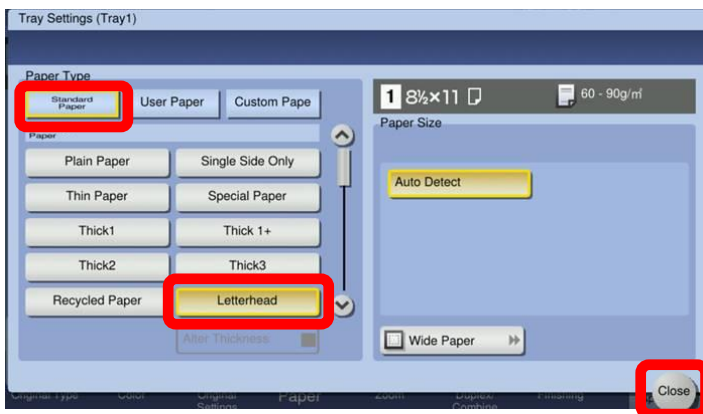 Tray Settings (Tray1)
Paper Type
Standard
Paper
User Paper
Custom Pape
Paper
Plain Paper
Single Side Only
Thin Paper
Special Paper
Thick1
Thick 1+
Thick2
Thick3
Recycled Paper
Letterhead
Alter Thickness
1 8½×11
60 - 90g/㎡
Paper Size
Auto Detect
Wide Paper
Close
Original Type
Color
Original
Settings
Paper
Zoom
Duplex/
Combine
Finishing